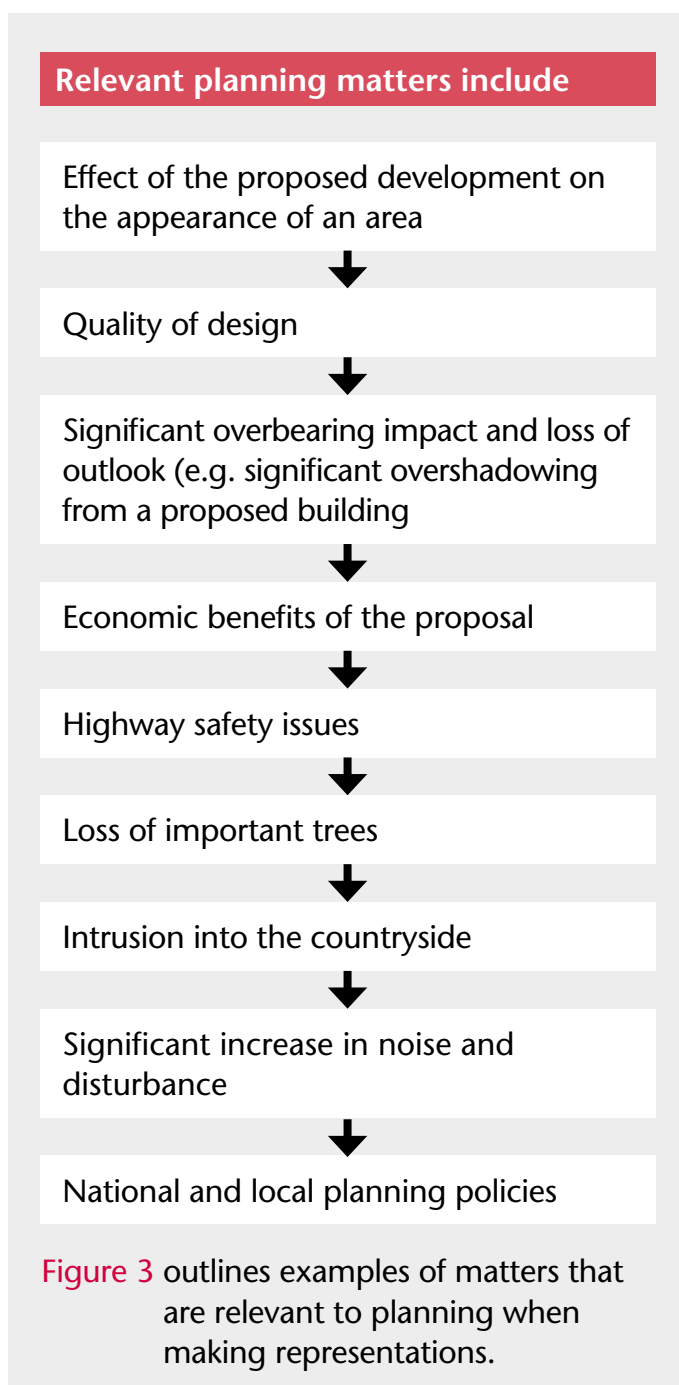 Relevant planning matters include
Effect of the proposed development on
the appearance of an area
Quality of design
Significant overbearing impact and loss of
outlook (e.g. significant overshadowing
from a proposed building
Economic benefits of the proposal
Highway safety issues
Loss of important trees
Intrusion into the countryside
Significant increase in noise and
disturbance
National and local planning policies
Figure 3 outlines examples of matters that
are relevant to planning when
making representations.